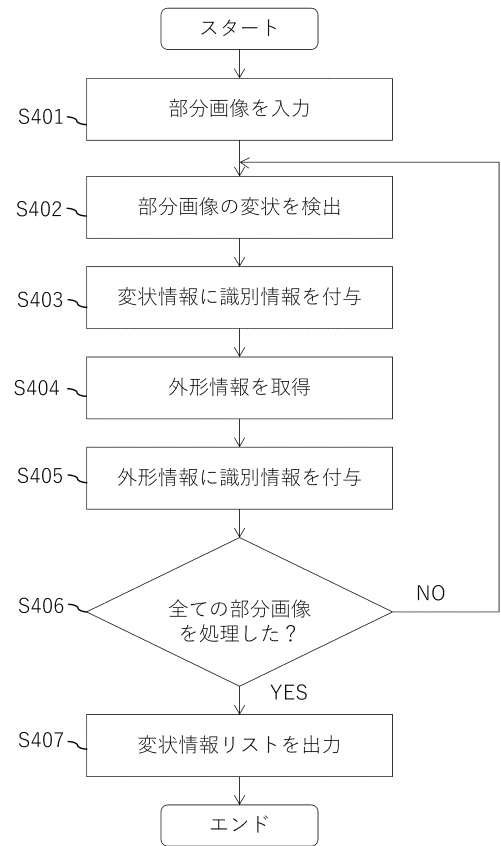 スタート
S401
部分画像を入力
S402
部分画像の変状を検出
S403
変状情報に識別情報を付与
S404
外形情報を取得
S405
外形情報に識別情報を付与
S406
全ての部分画像
を処理した？
NO
YES
S407
変状情報リストを出力
エンド